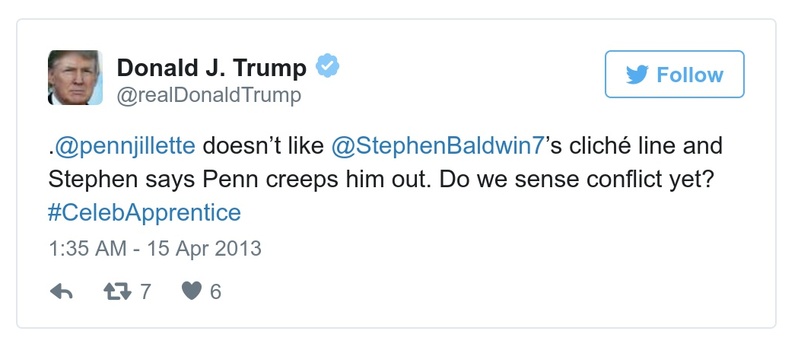 Donald J. Trump
@realDonaldTrump
Follow
.@pennjillette doesn’t like @StephenBaldwin7’s cliché line and
Stephen says Penn creeps him out. Do we sense conflict yet?
#CelebApprentice
1:35 AM - 15 Apr 2013
7
6